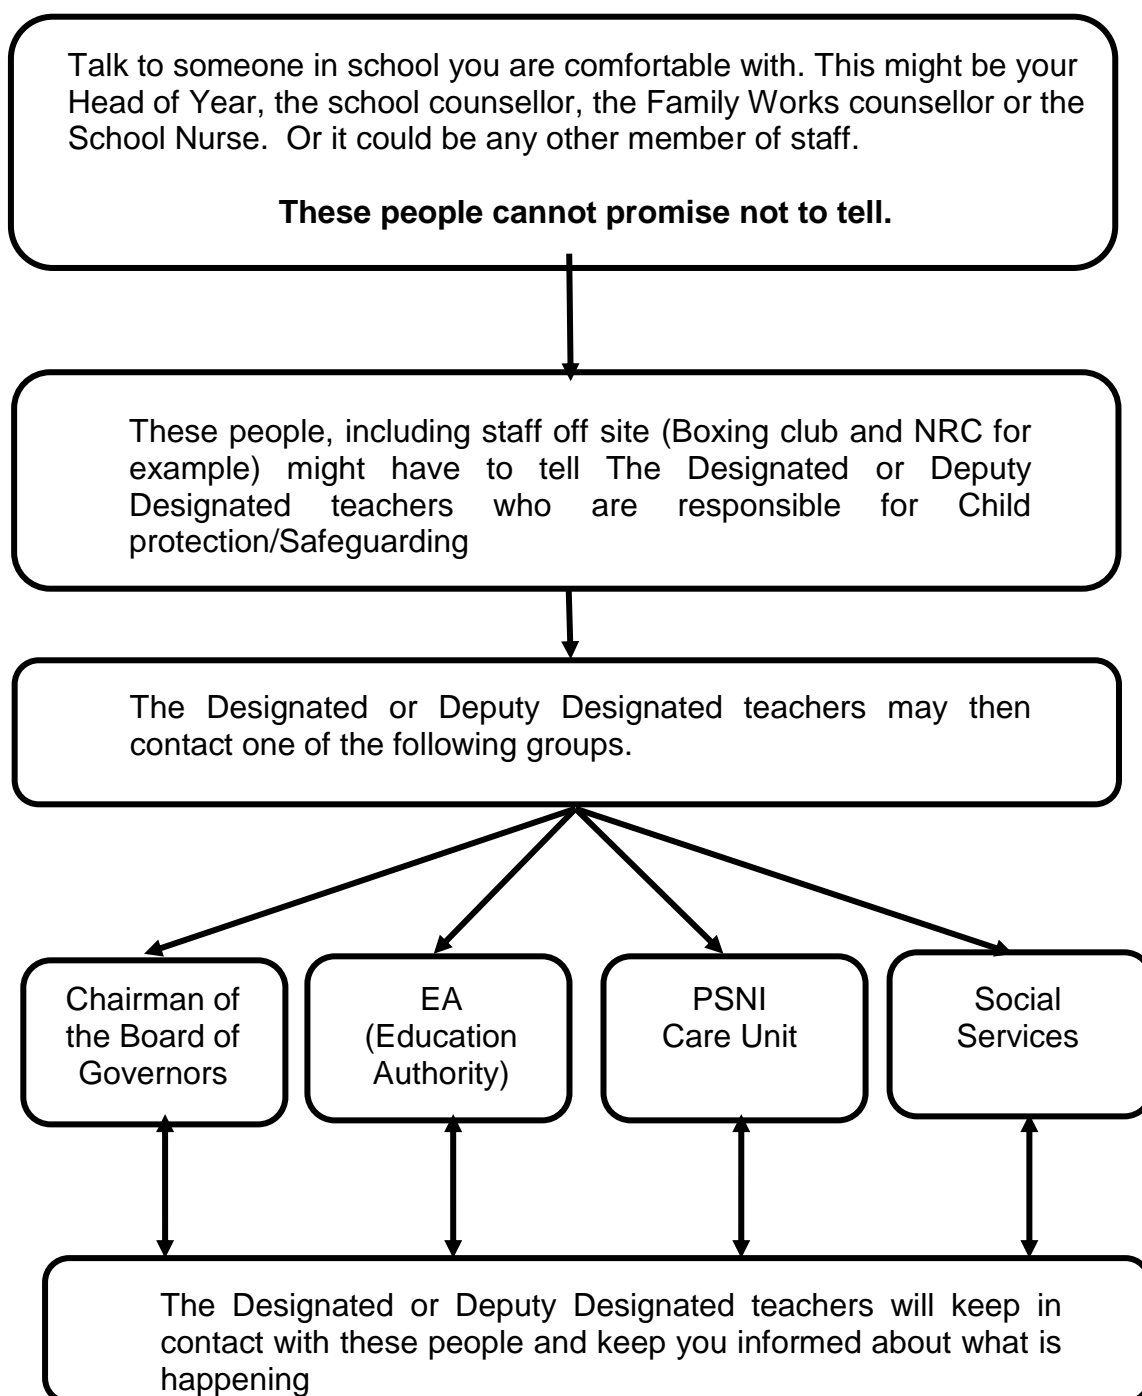 Talk to someone in school you are comfortable with. This might be your
Head of Year, the school counsellor, the Family Works counsellor or the
School Nurse.  Or it could be any other member of staff.
These people cannot promise not to tell.
These people, including staff off site (Boxing club and NRC for
example) might have to tell The Designated or Deputy
Designated teachers who are responsible for Child
protection/Safeguarding
The Designated or Deputy Designated teachers may then
contact one of the following groups.
Chairman of
the Board of
Governors
EA
(Education
Authority)
PSNI
Care Unit
Social
Services
The Designated or Deputy Designated teachers will keep in
contact with these people and keep you informed about what is
happening